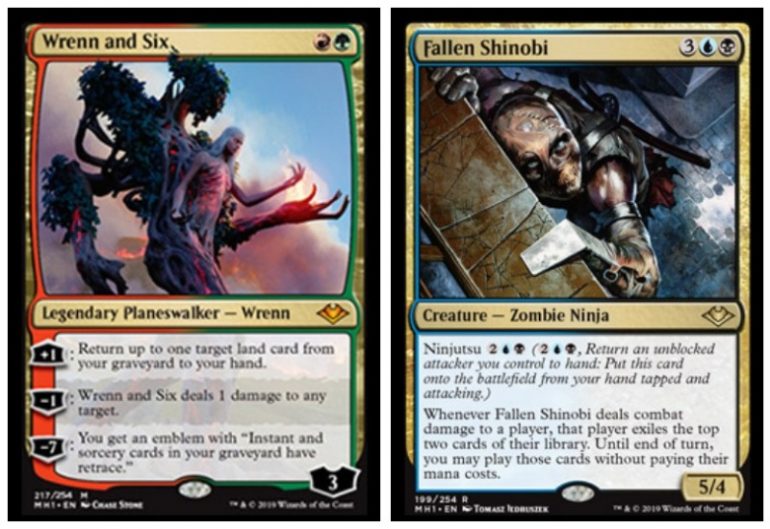 Wrenn and Six
Legendary Planeswalker — Wrenn
+1: Return up to one target land card from
your graveyard to your hand.
-1: Wrenn and Six deals 1 damage to any
target.
-7: You get an emblem with “Instant and
sorcery cards in your graveyard have
retrace.”
3
217/254 M
MH1 • EN CHASE STONE
™ & © 2019 Wizards of the Coast
Fallen Shinobi
3
Creature — Zombie Ninja
Ninjutsu 2 (2, Return an unblocked
attacker you control to hand: Put this card
onto the battlefield from your hand tapped and
attacking.)
Whenever Fallen Shinobi deals combat
damage to a player, that player exiles the top
two cards of their library. Until end of turn,
you may play those cards without paying their
mana costs.
5/4
199/254 R
MH1 • EN TOMASZ JEDRUSZEK
™ & © 2019 Wizards of the Coast